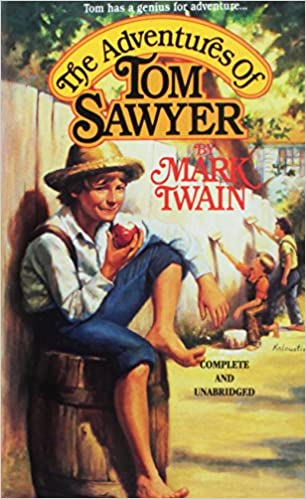 Tom has a genius for adventure...
The Adventures Of
TOM
SAWYER
BY
MARK
TWAIN
COMPLETE
AND
UNABRIDGED